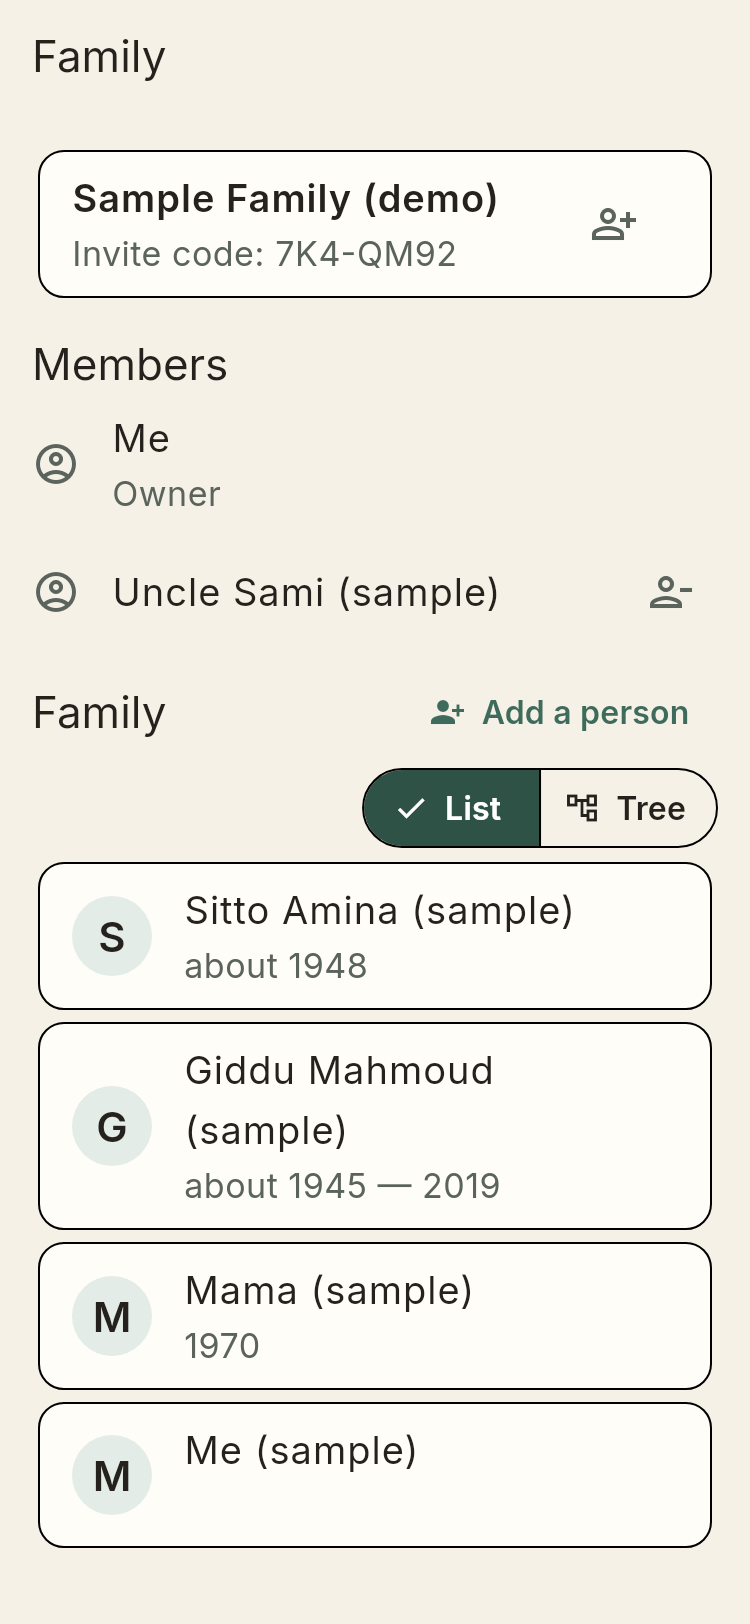 Family
Sample Family (demo)
Invite code: 7K4-QM92
Members
Me
Owner
Uncle Sami (sample)
Family
Add a person
List
Tree
S
Sitto Amina (sample)
about 1948
G
Giddu Mahmoud
(sample)
about 1945 — 2019
M
Mama (sample)
1970
M
Me (sample)